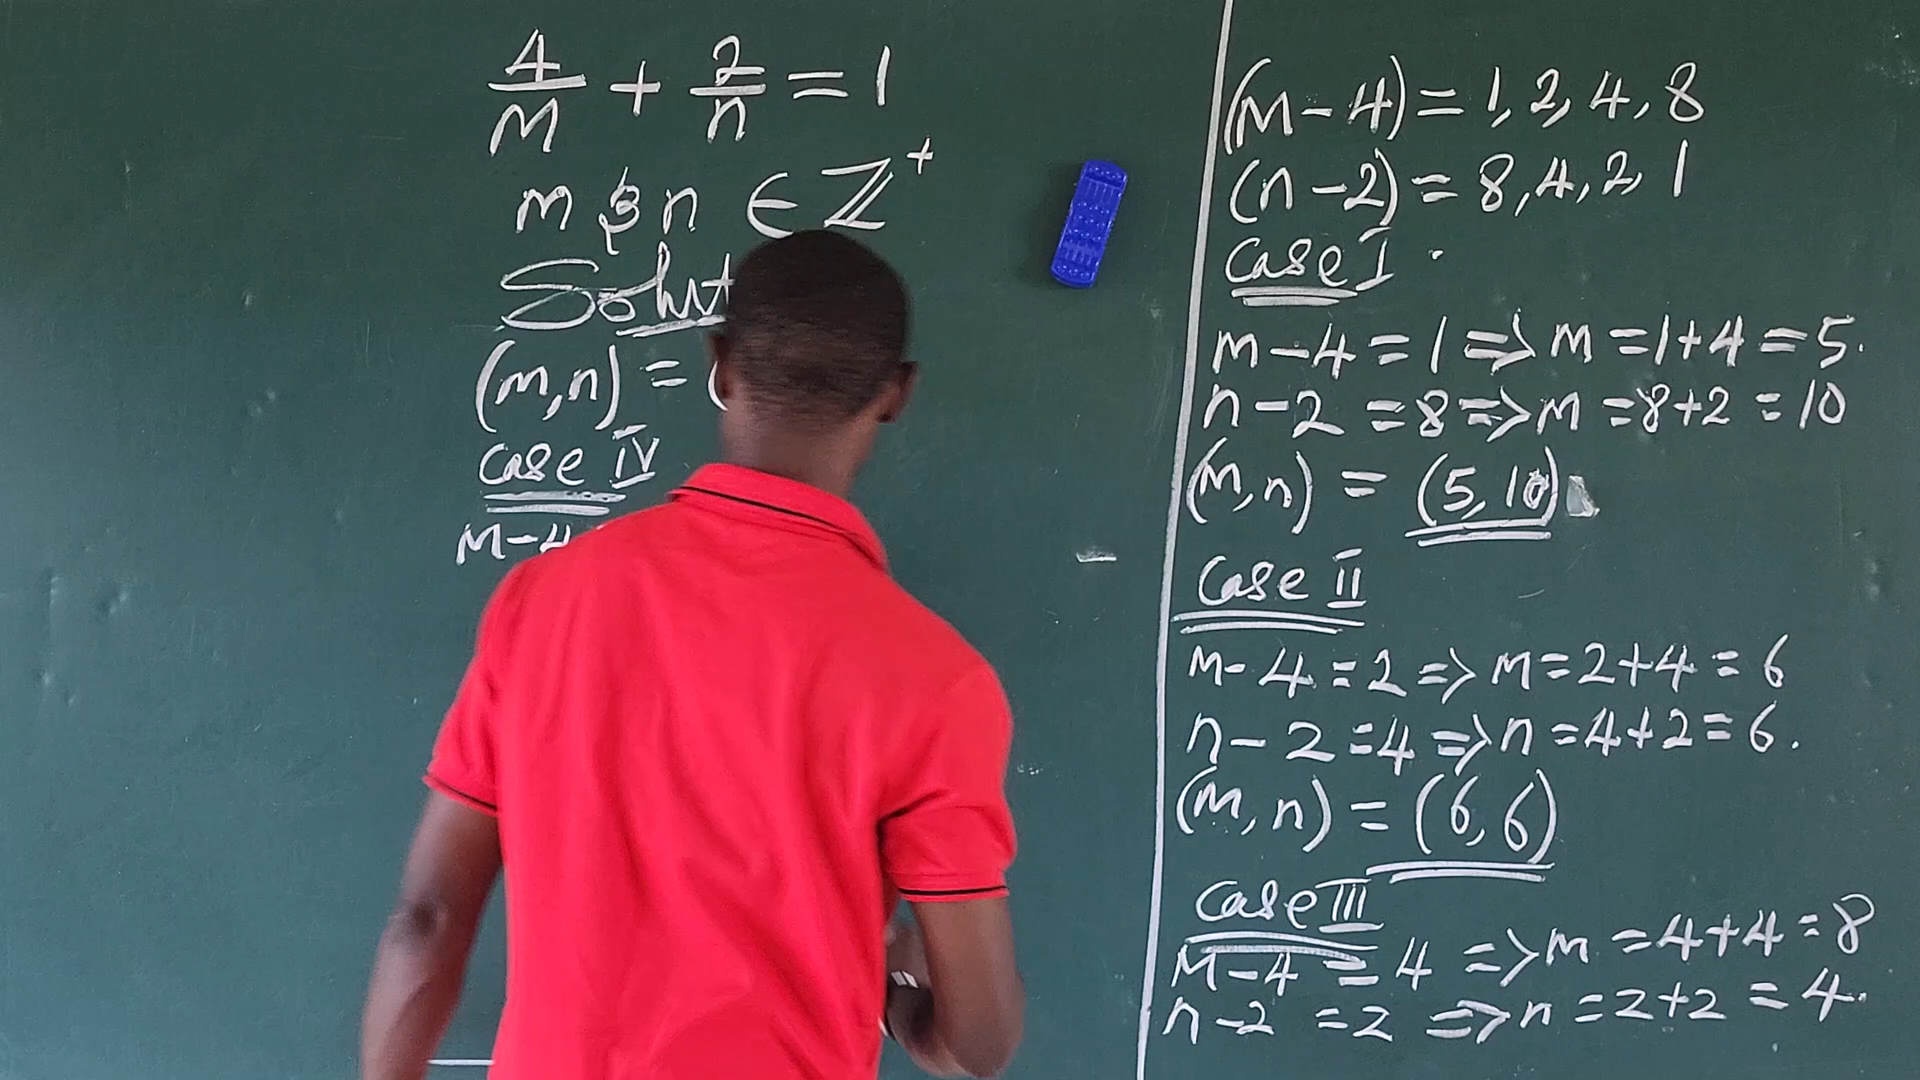 4/M + 2/n = 1
m & n ∈ Z⁺
(m,n) = (
Case IV
M-4
(M-4) = 1, 2, 4, 8
(n-2) = 8, 4, 2, 1
Case I.
m-4 = 1 => m = 1+4 = 5.
n-2 = 8 => m = 8+2 = 10
(m,n) = (5,10)
Case II
M-4 = 2 => m = 2+4 = 6
n-2 = 4 => n = 4+2 = 6.
(m,n) = (6,6)
Case III
M-4 = 4 => m = 4+4 = 8
n-2 = 2 => n = 2+2 = 4.